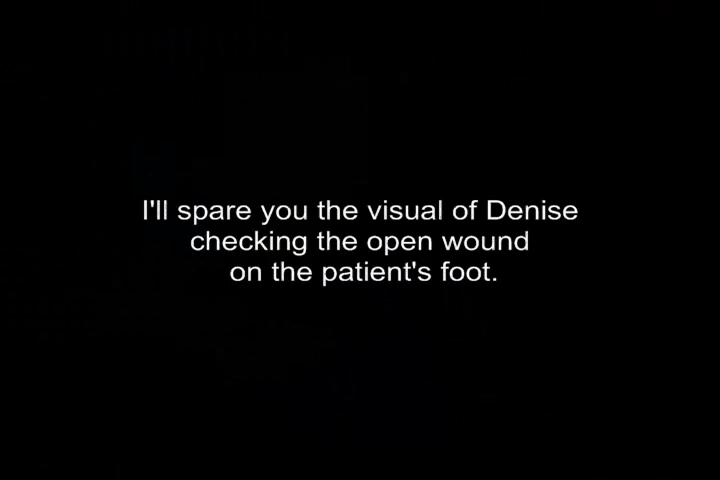 I'll spare you the visual of Denise
checking the open wound
on the patient's foot.